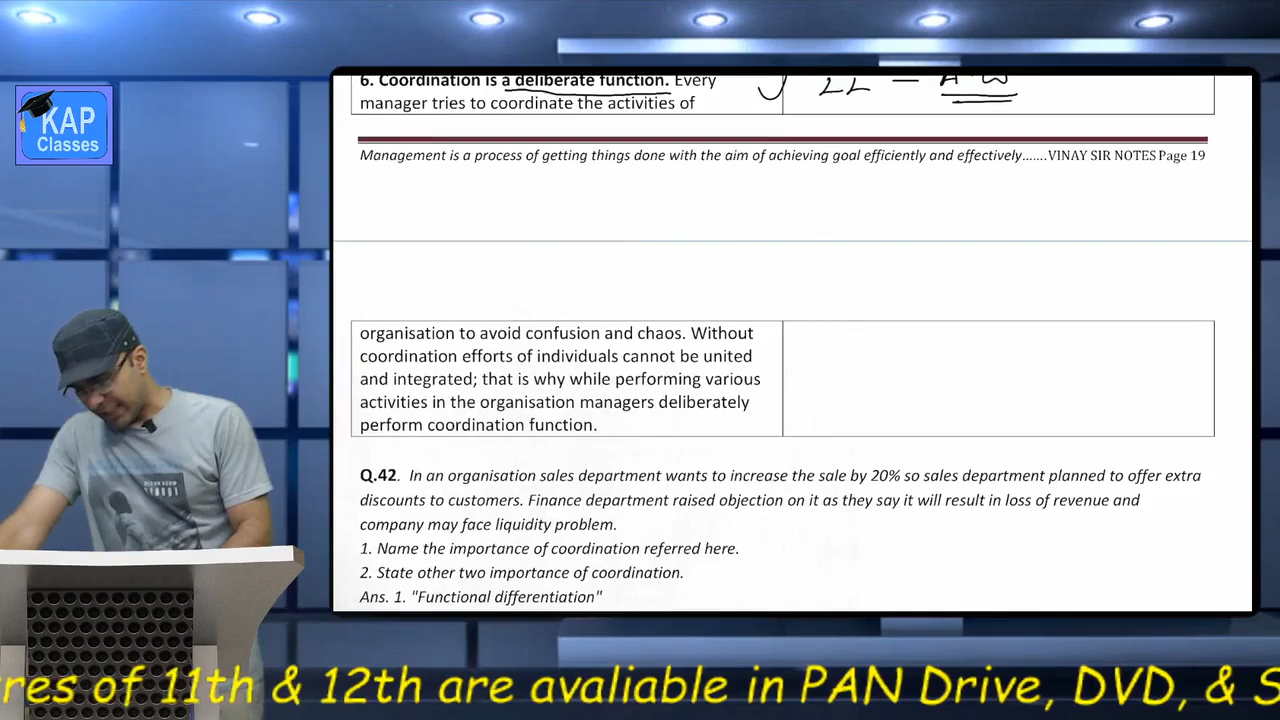 KAP
Classes
6. Coordination is a deliberate function. Every
manager tries to coordinate the activities of
Management is a process of getting things done with the aim of achieving goal efficiently and effectively…….VINAY SIR NOTES Page 19
organisation to avoid confusion and chaos. Without
coordination efforts of individuals cannot be united
and integrated; that is why while performing various
activities in the organisation managers deliberately
perform coordination function.
Q.42. In an organisation sales department wants to increase the sale by 20% so sales department planned to offer extra
discounts to customers. Finance department raised objection on it as they say it will result in loss of revenue and
company may face liquidity problem.
1. Name the importance of coordination referred here.
2. State other two importance of coordination.
Ans. 1. "Functional differentiation"
of 11th & 12th are avaliable in PAN Drive, DVD, & S